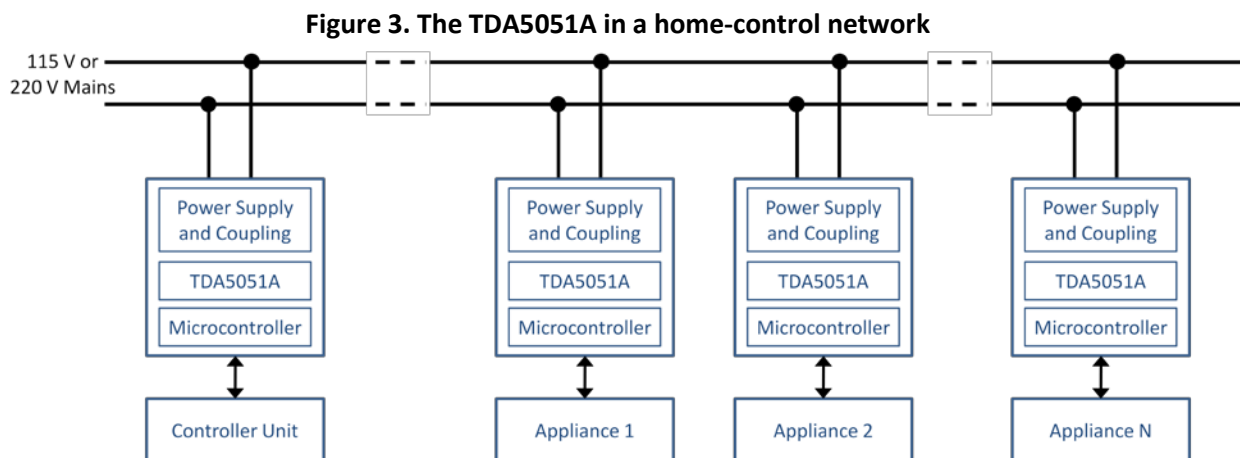 Figure 3. The TDA5051A in a home-control network
115 V or
220 V Mains
Power Supply
and Coupling
TDA5051A
Microcontroller
Controller Unit
Power Supply
and Coupling
TDA5051A
Microcontroller
Appliance 1
Power Supply
and Coupling
TDA5051A
Microcontroller
Appliance 2
Power Supply
and Coupling
TDA5051A
Microcontroller
Appliance N